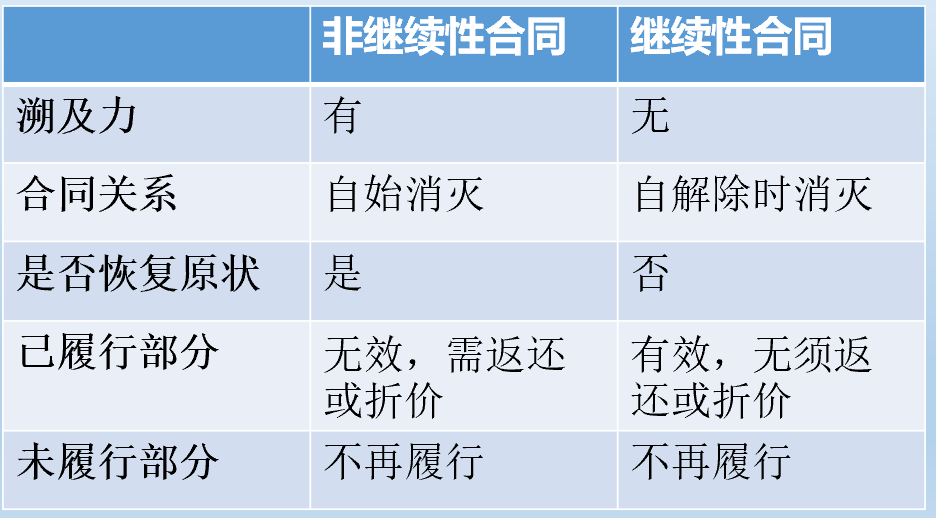 非继续性合同 继续性合同
溯及力 有 无
合同关系 自始消灭 自解除时消灭
是否恢复原状 是 否
已履行部分 无效，需返还或折价 有效，无须返还或折价
未履行部分 不再履行 不再履行